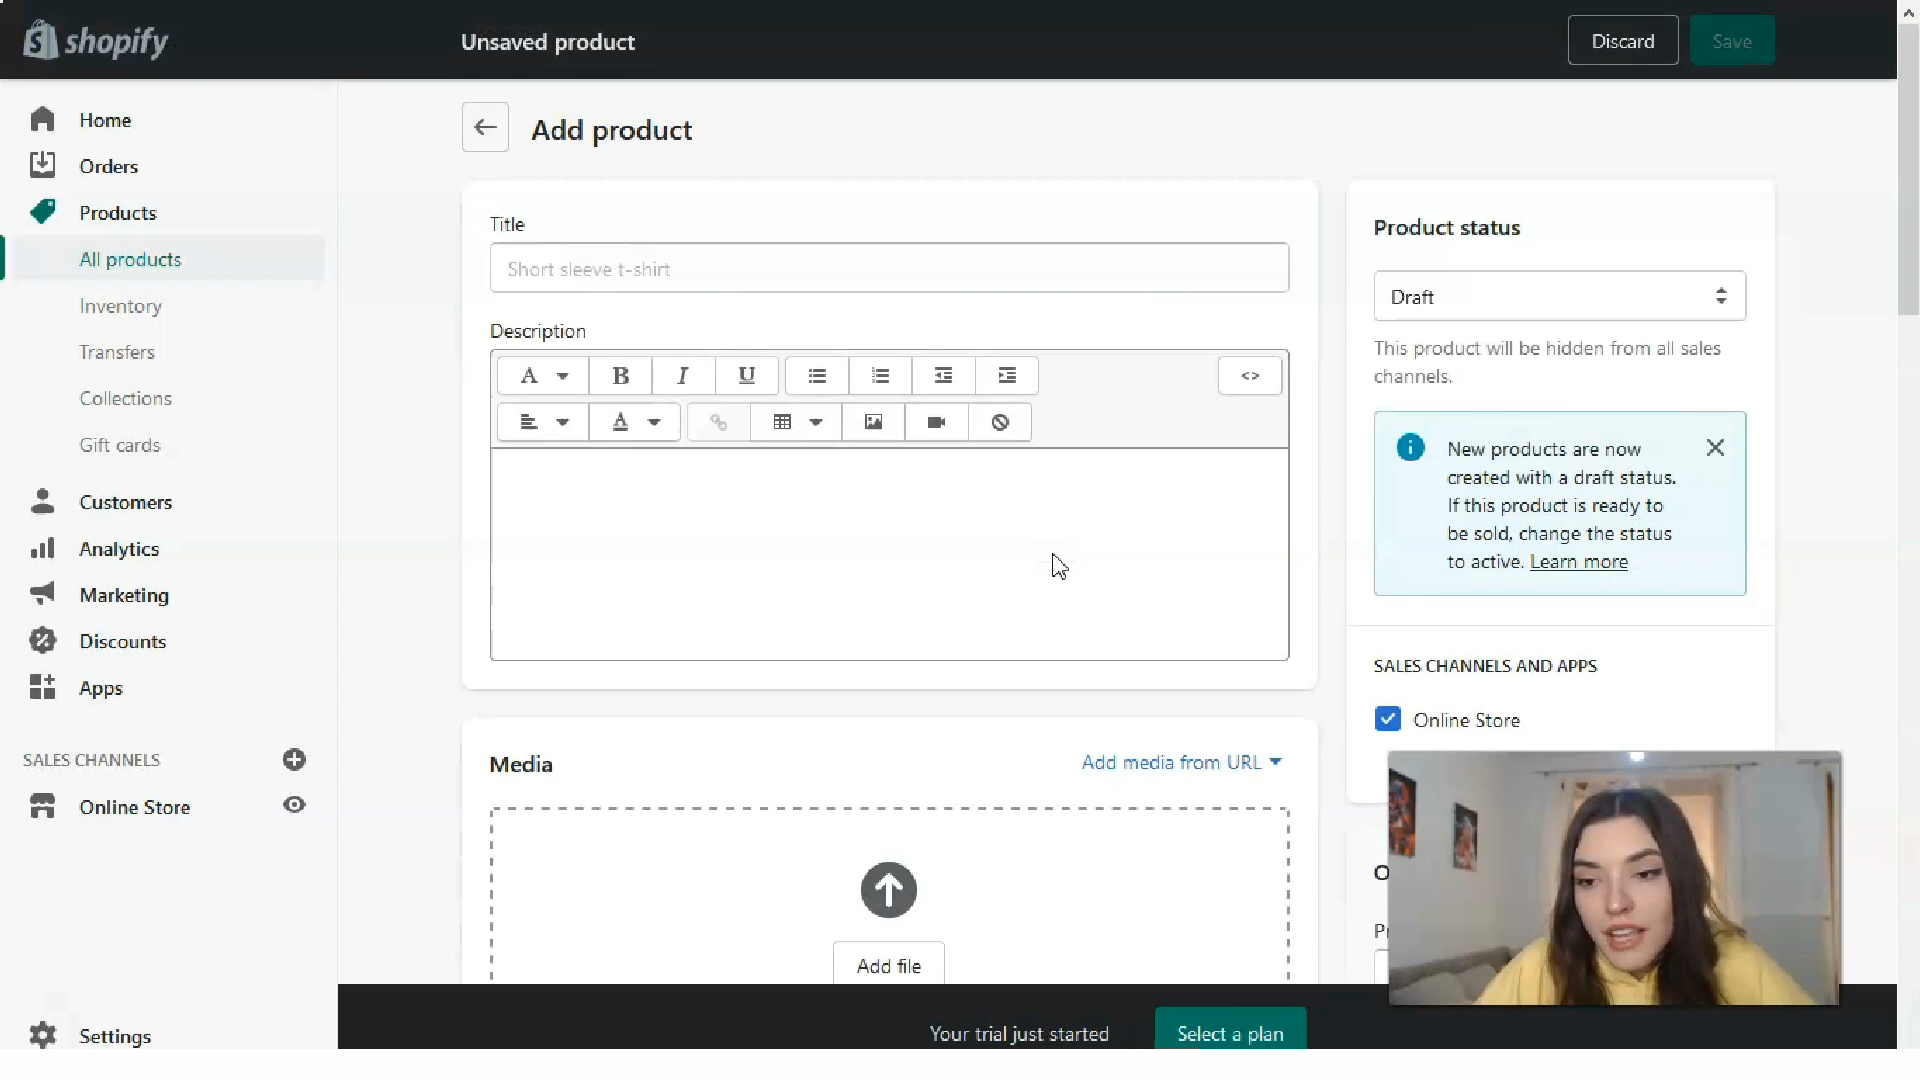 shopify
Unsaved product
Discard
Save
Home
Orders
Products
All products
Inventory
Transfers
Collections
Gift cards
Customers
Analytics
Marketing
Discounts
Apps
SALES CHANNELS
Online Store
Settings
Add product
Title
Short sleeve t-shirt
Description
A
B
I
U
<>
A
Media
Add media from URL
Add file
Product status
Draft
This product will be hidden from all sales
channels.
New products are now
created with a draft status.
If this product is ready to
be sold, change the status
to active. Learn more
SALES CHANNELS AND APPS
Online Store
Your trial just started
Select a plan